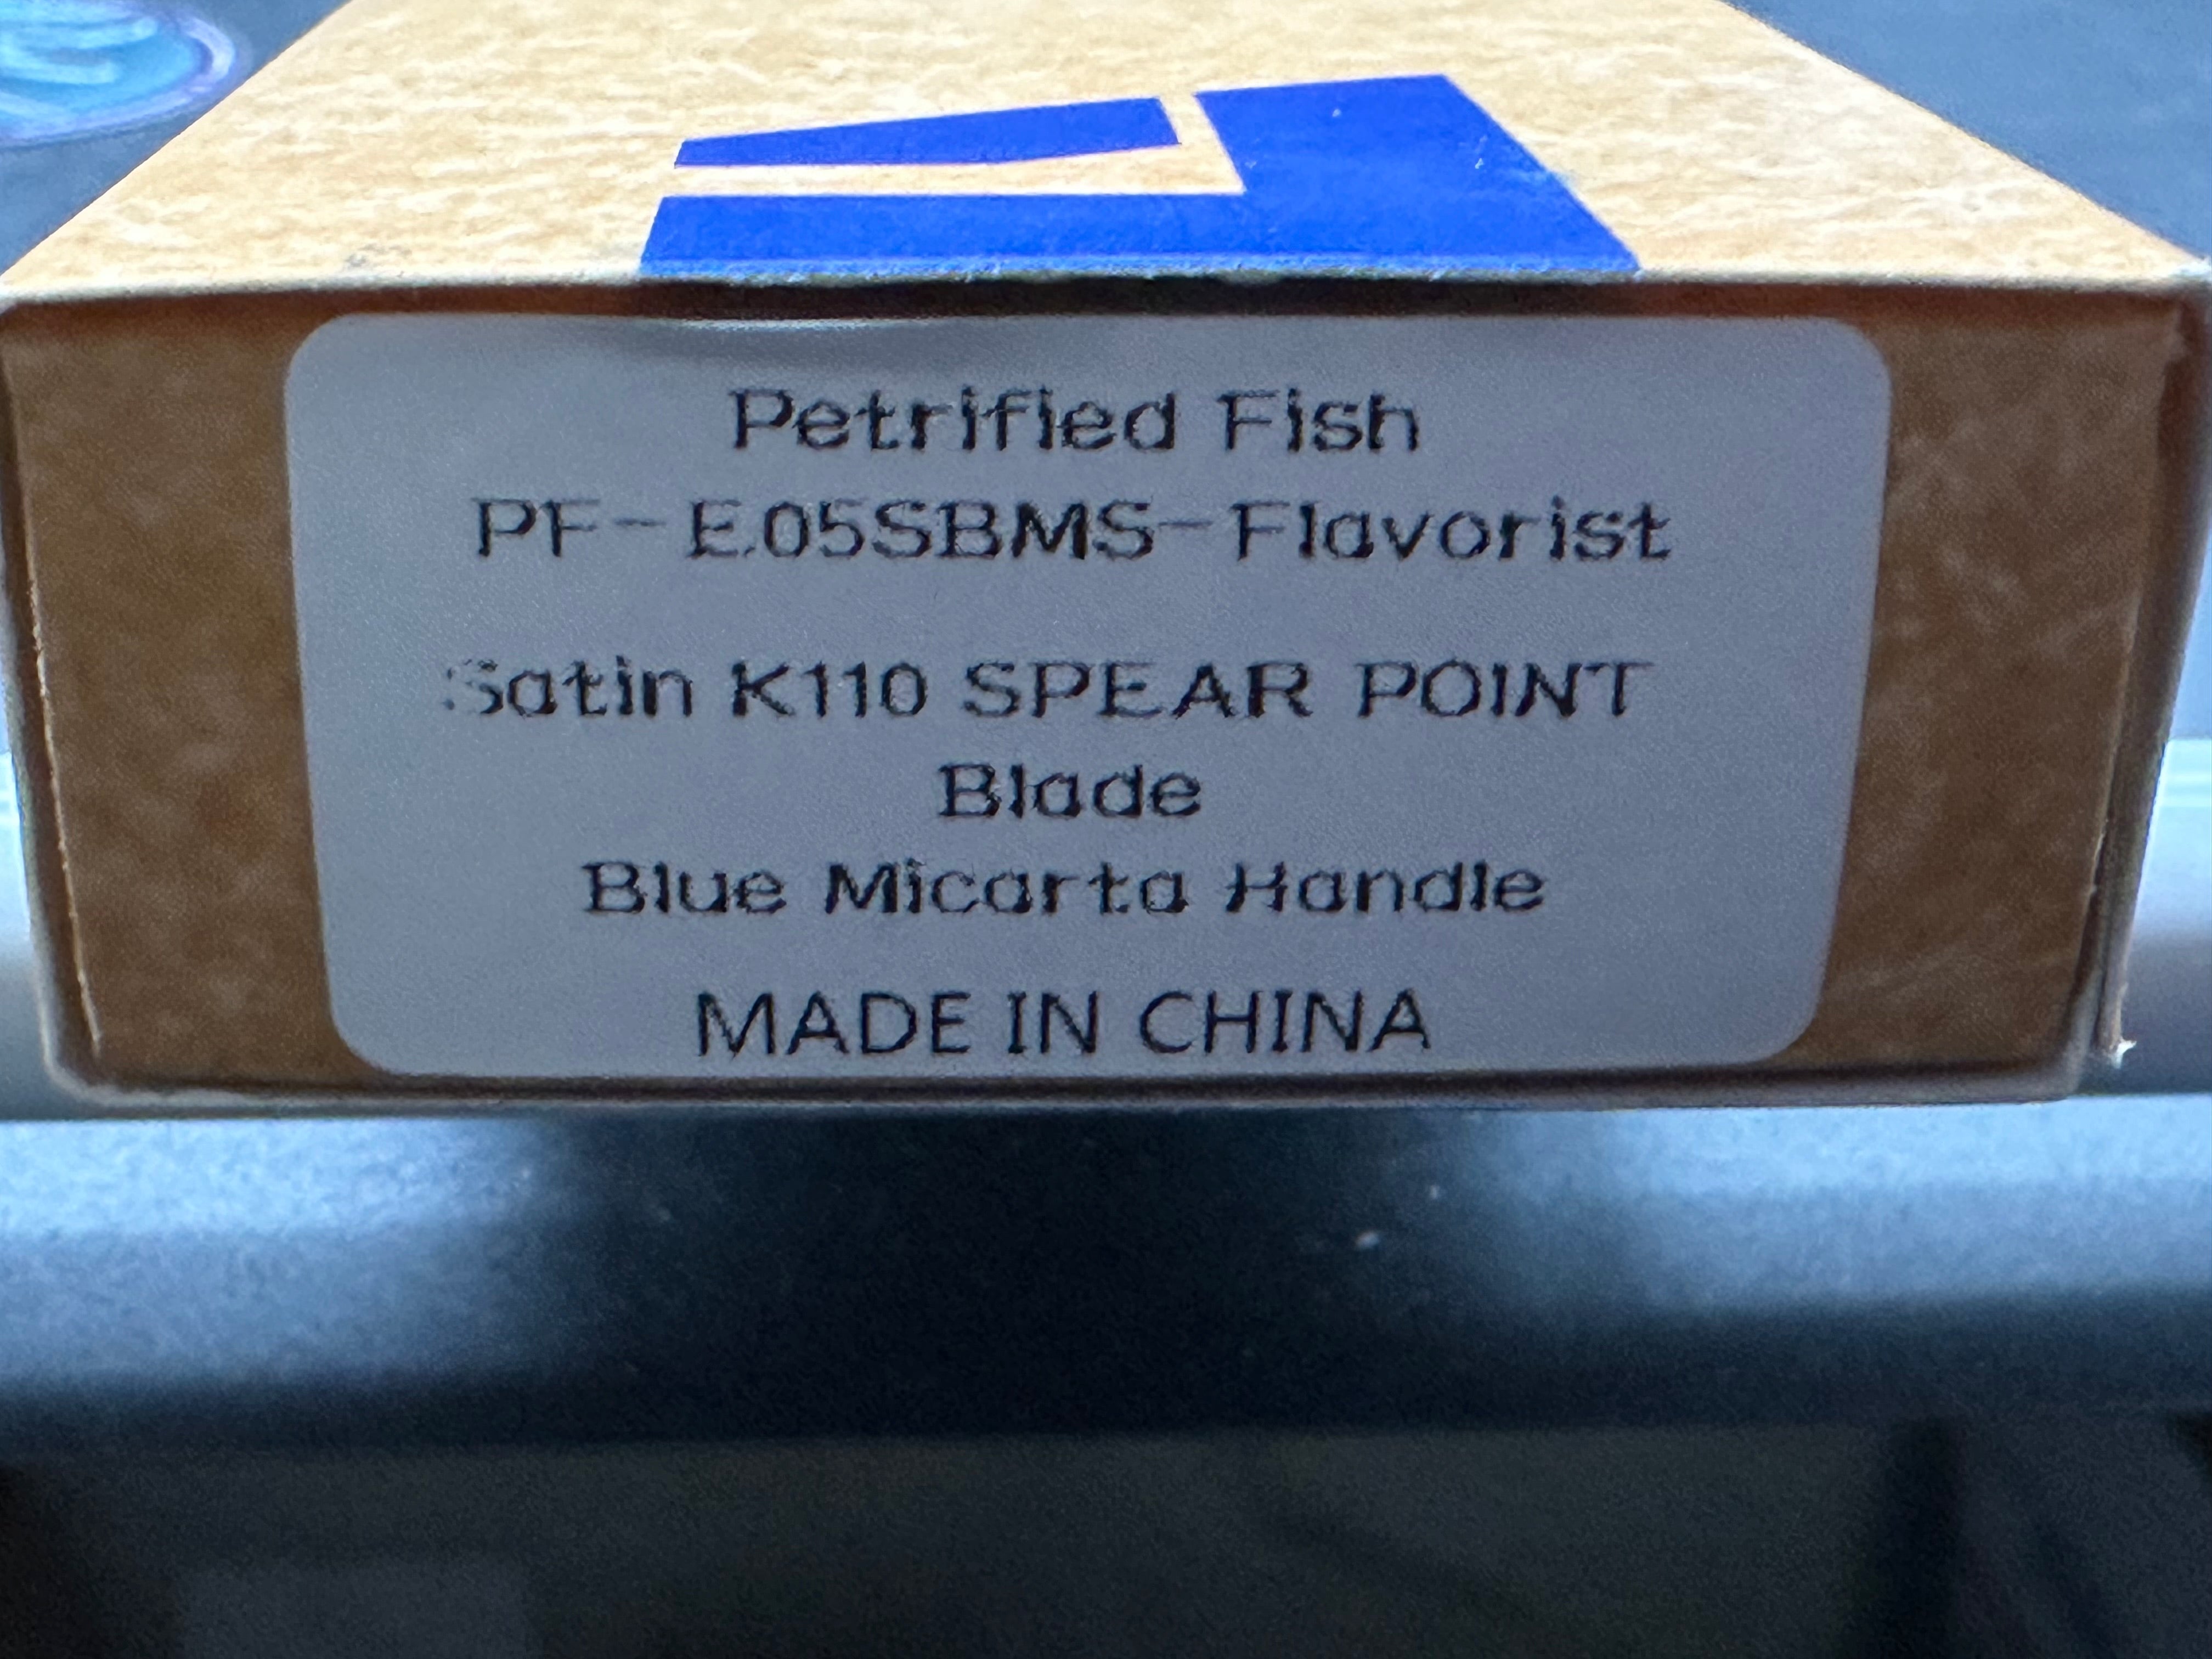 Petrified Fish
PF-E05SBMS-Flavorist
Satin K110 SPEAR POINT
Blade
Blue Micarta Handle
MADE IN CHINA